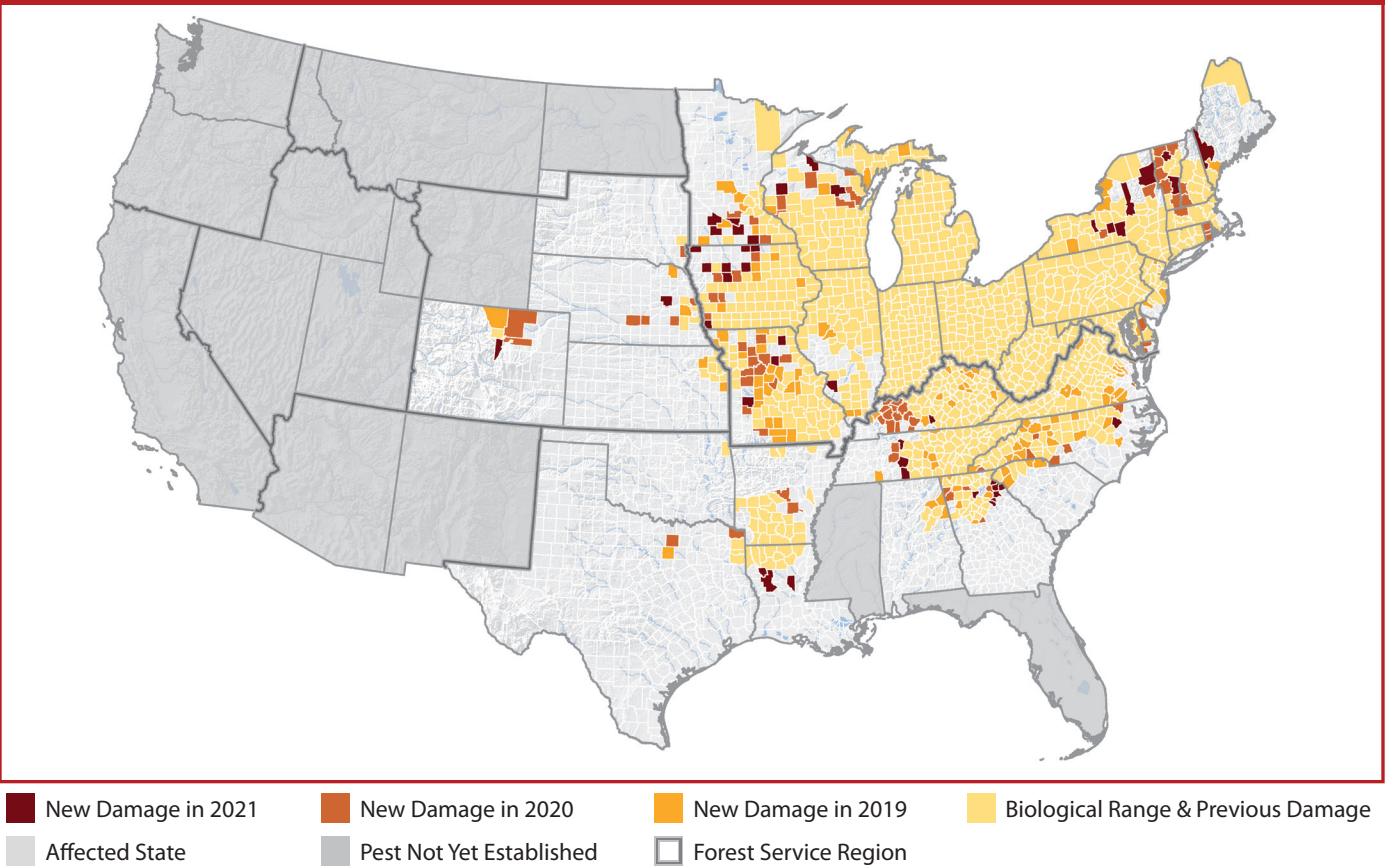 New Damage in 2021
New Damage in 2020
New Damage in 2019
Biological Range & Previous Damage
Affected State
Pest Not Yet Established
Forest Service Region